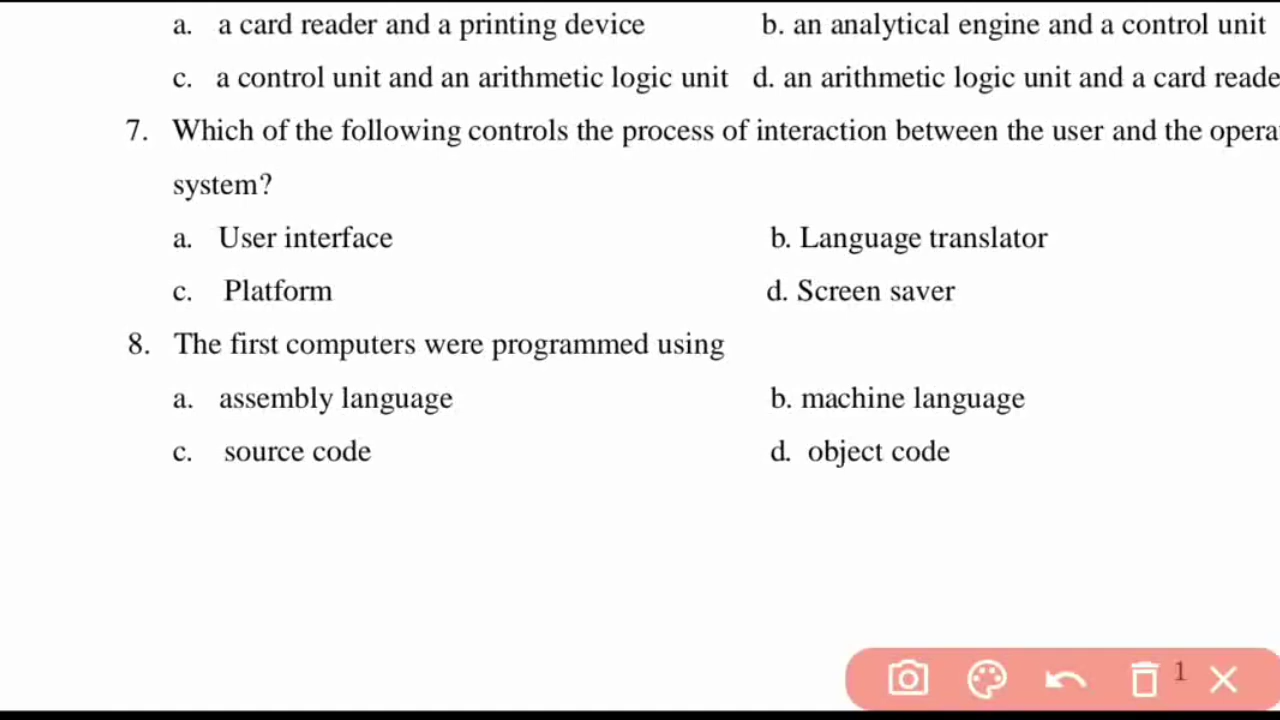 a. a card reader and a printing device b. an analytical engine and a control unit
c. a control unit and an arithmetic logic unit d. an arithmetic logic unit and a card reade
7. Which of the following controls the process of interaction between the user and the opera
system?
a. User interface b. Language translator
c. Platform d. Screen saver
8. The first computers were programmed using
a. assembly language b. machine language
c. source code d. object code
1